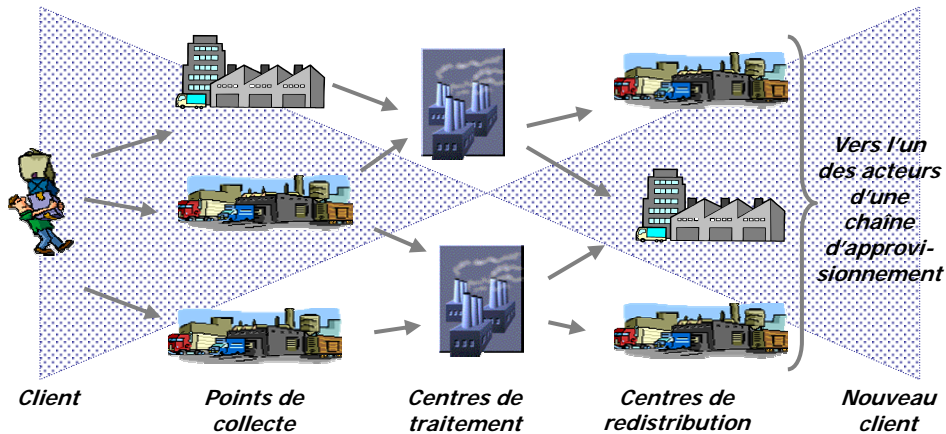 Vers l'un
des acteurs
d'une
chaîne
d'approvi-
sionnement
Client
Points de
collecte
Centres de
traitement
Centres de
redistribution
Nouveau
client